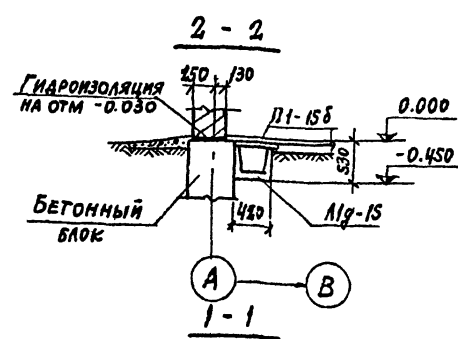 2 - 2
250 130
Гидроизоляция
на отм -0.030
П1-15б
0.000
530
-0.450
Бетонный
блок
420
Л1д-15
А
В
1 - 1